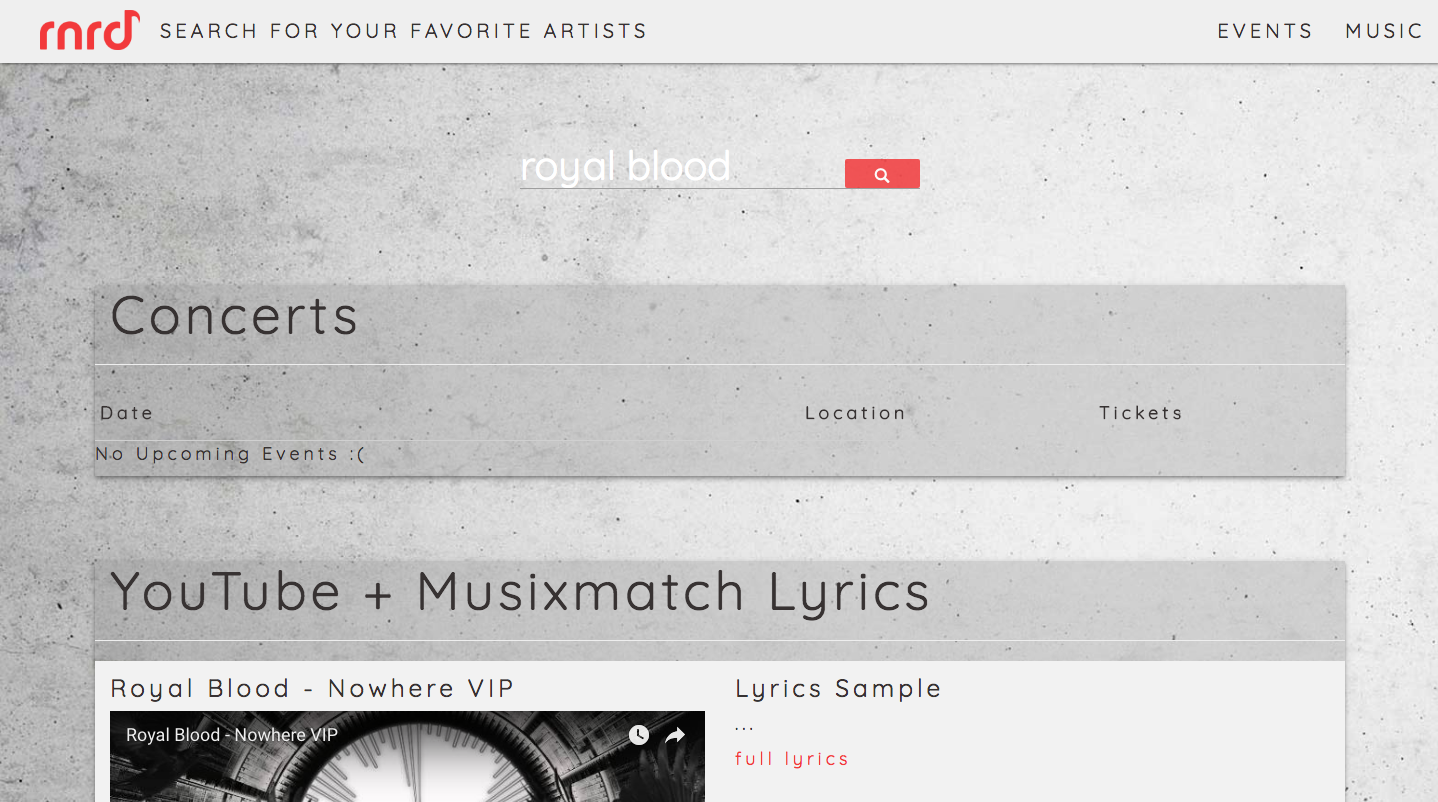 rnrd SEARCH FOR YOUR FAVORITE ARTISTS EVENTS MUSIC
royal blood
Concerts
Date Location Tickets
No Upcoming Events :(
YouTube + Musixmatch Lyrics
Royal Blood - Nowhere VIP Lyrics Sample
Royal Blood - Nowhere VIP
...
full lyrics